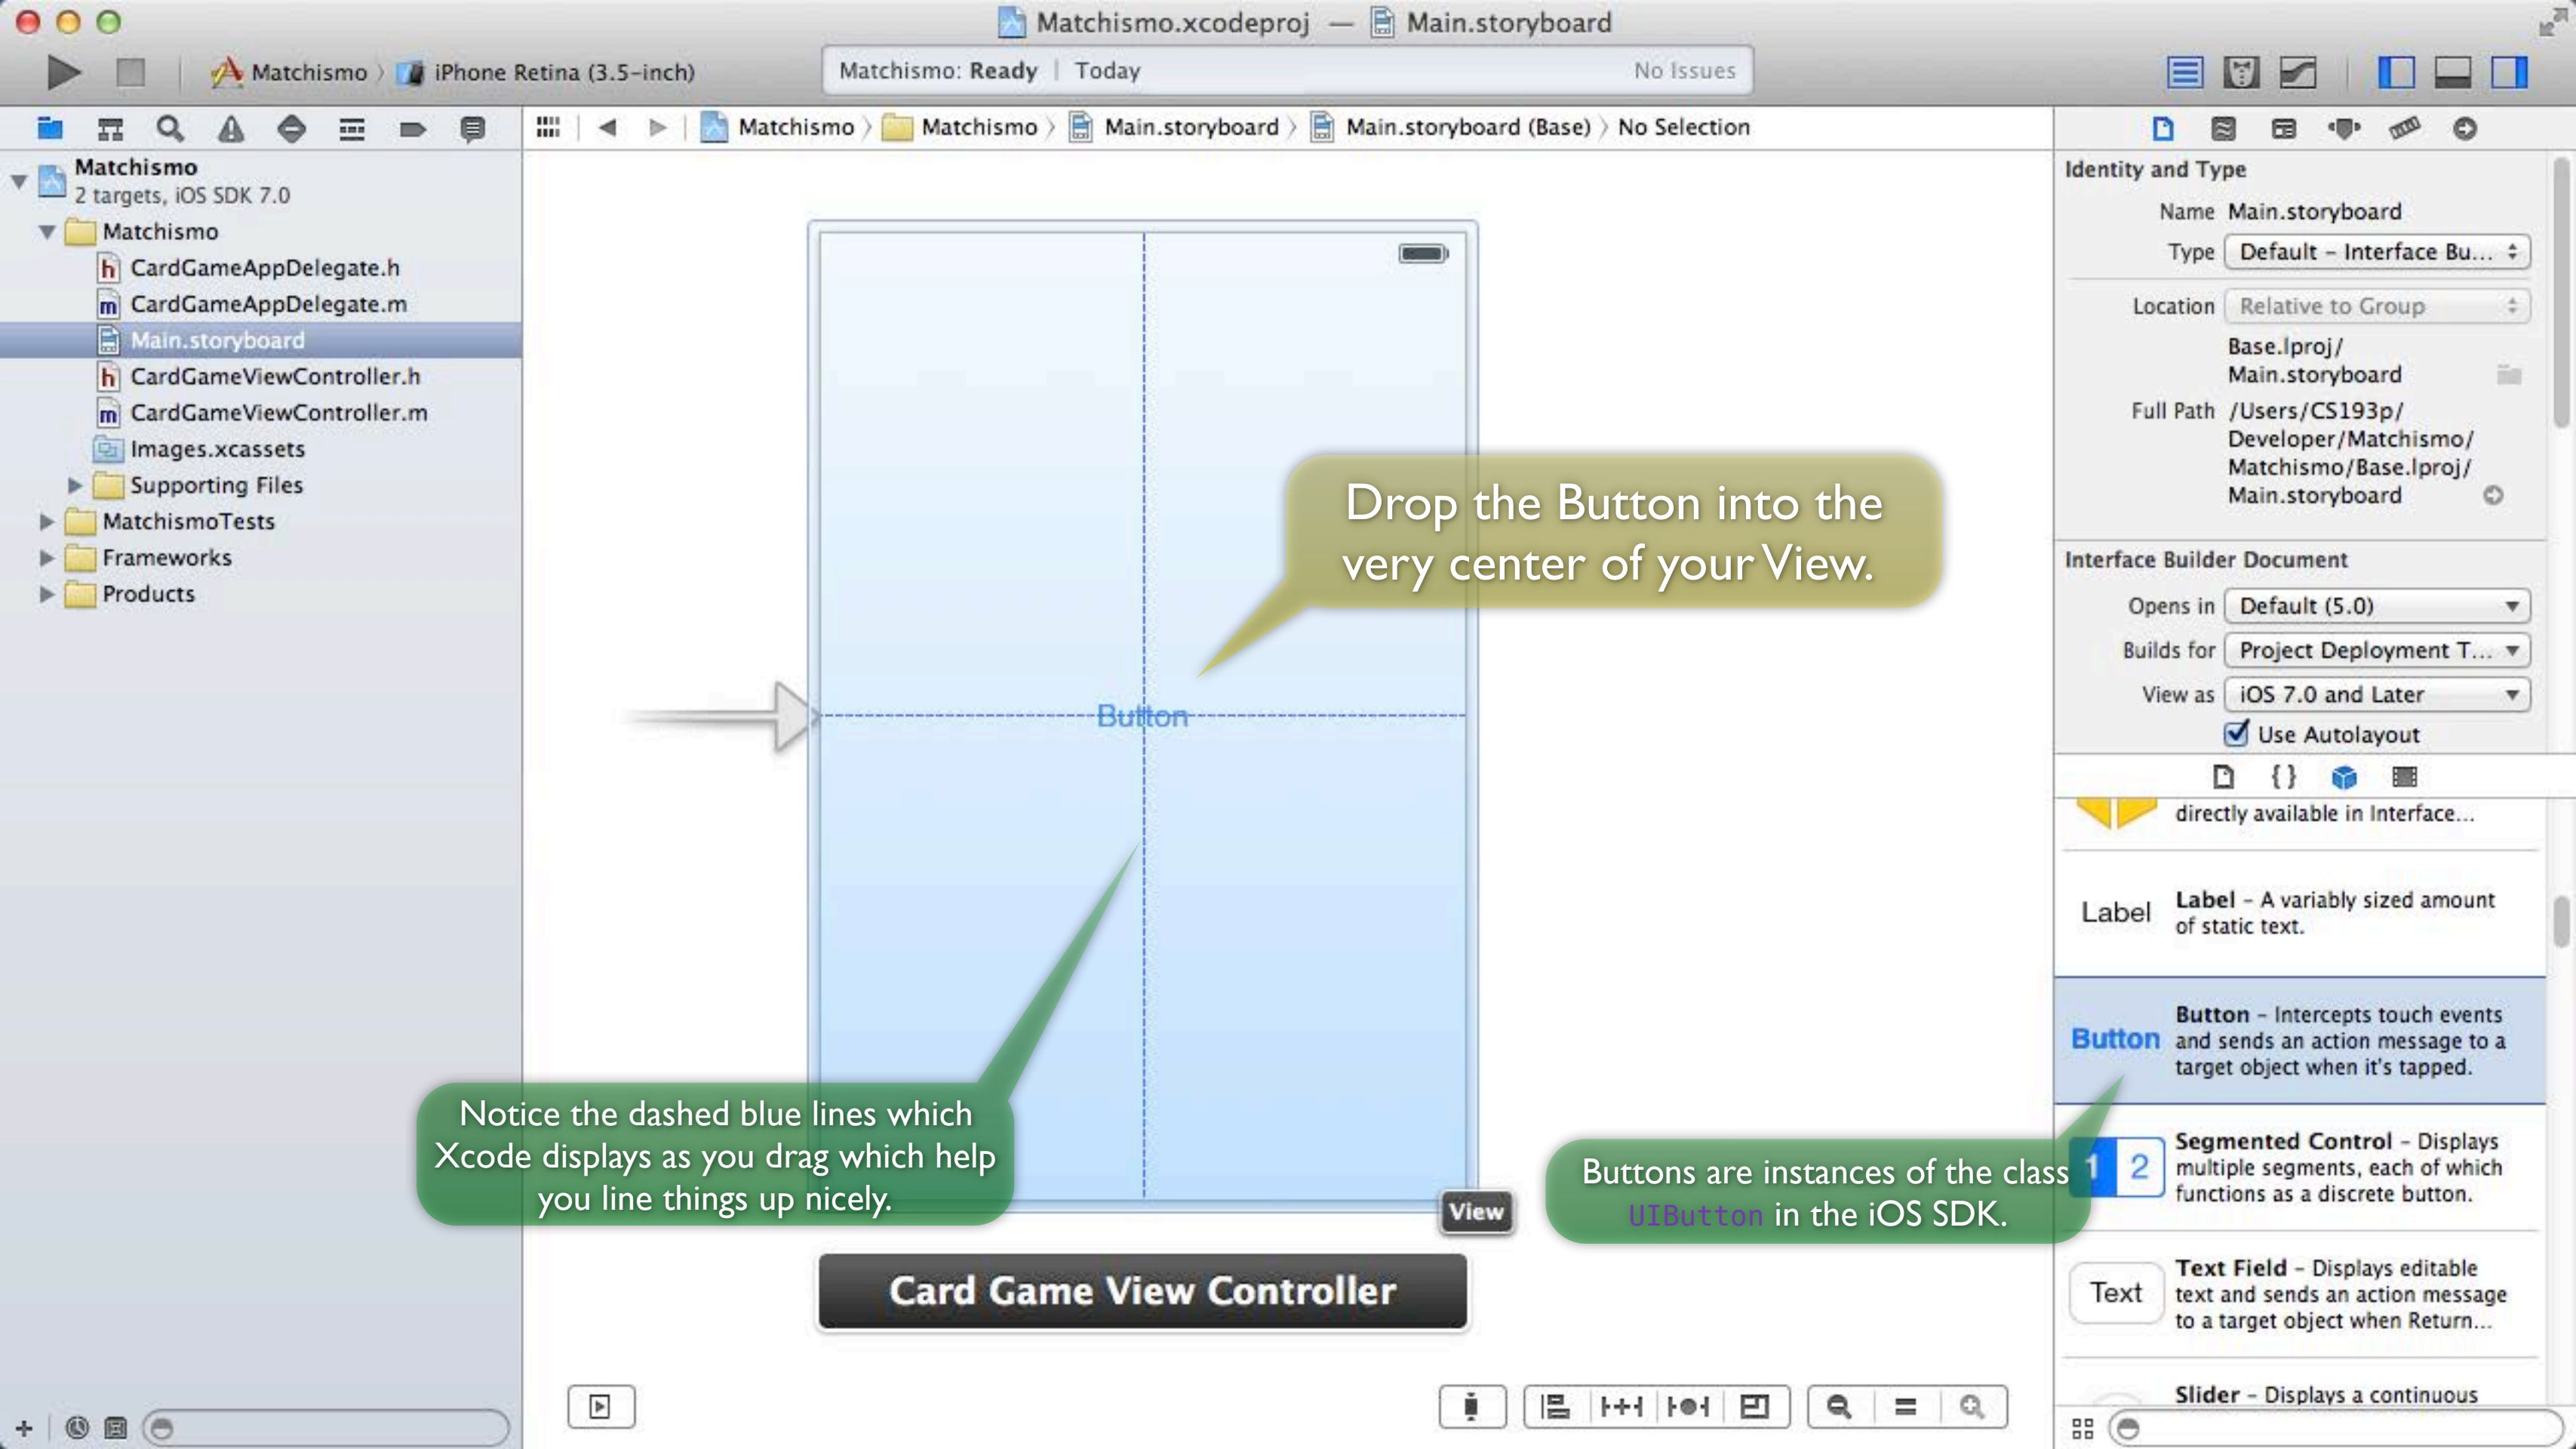 Matchismo.xcodeproj — Main.storyboard
Matchismo 〉 iPhone Retina (3.5-inch)
Matchismo: Ready | Today
No Issues
Matchismo 〉 Matchismo 〉 Main.storyboard 〉 Main.storyboard (Base) 〉 No Selection
Matchismo
2 targets, iOS SDK 7.0
Matchismo
h CardGameAppDelegate.h
m CardGameAppDelegate.m
Main.storyboard
h CardGameViewController.h
m CardGameViewController.m
Images.xcassets
Supporting Files
MatchismoTests
Frameworks
Products
Drop the Button into the
very center of your View.
Button
Notice the dashed blue lines which
Xcode displays as you drag which help
you line things up nicely.
View
Card Game View Controller
Buttons are instances of the class
UIButton in the iOS SDK.
Identity and Type
Name Main.storyboard
Type Default - Interface Bu...
Location Relative to Group
Base.lproj/
Main.storyboard
Full Path /Users/CS193p/
Developer/Matchismo/
Matchismo/Base.lproj/
Main.storyboard
Interface Builder Document
Opens in Default (5.0)
Builds for Project Deployment T...
View as iOS 7.0 and Later
Use Autolayout
{ }
directly available in Interface...
Label
Label - A variably sized amount
of static text.
Button
Button - Intercepts touch events
and sends an action message to a
target object when it's tapped.
1 2
Segmented Control - Displays
multiple segments, each of which
functions as a discrete button.
Text
Text Field - Displays editable
text and sends an action message
to a target object when Return...
Slider - Displays a continuous